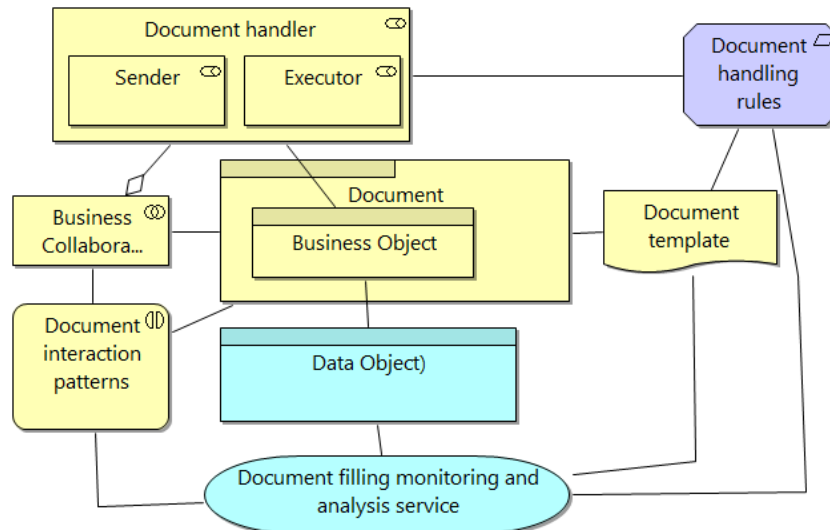 Document handler
Sender
Executor
Document
handling
rules
Document
Business Object
Business
Collabora...
Document
template
Document
interaction
patterns
Data Object)
Document filling monitoring and
analysis service